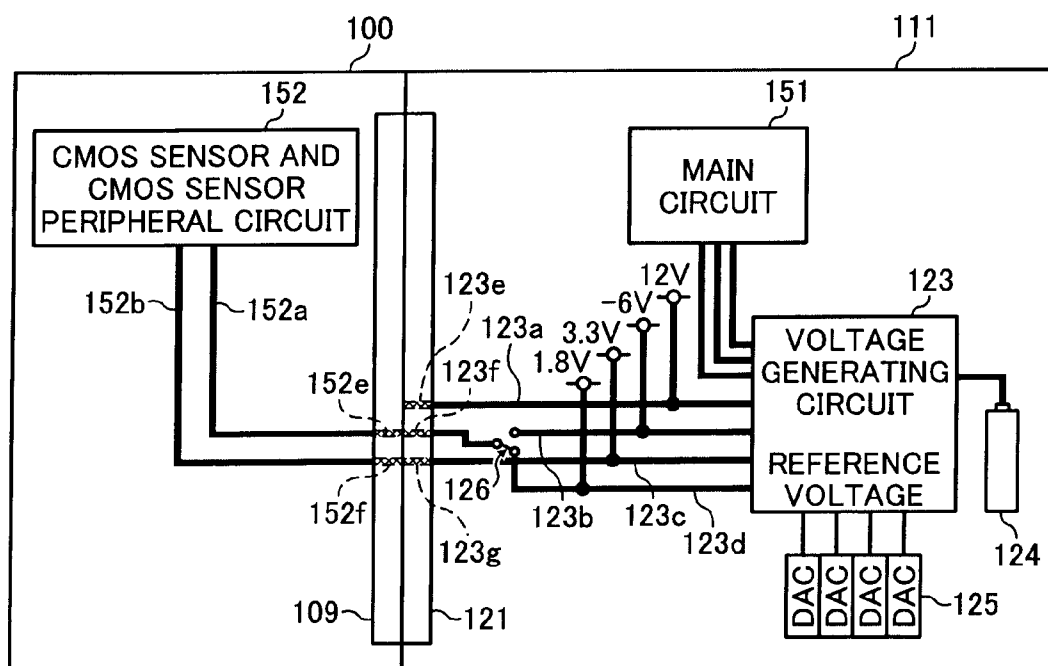 100
111
152
CMOS SENSOR AND
CMOS SENSOR
PERIPHERAL CIRCUIT
151
MAIN
CIRCUIT
152b
152a
123e
123a
123f
152e
152f
123g
126
12V
-6V
3.3V
1.8V
123
VOLTAGE
GENERATING
CIRCUIT
REFERENCE
VOLTAGE
123b
123c
123d
124
DAC
DAC
DAC
DAC
125
109
121